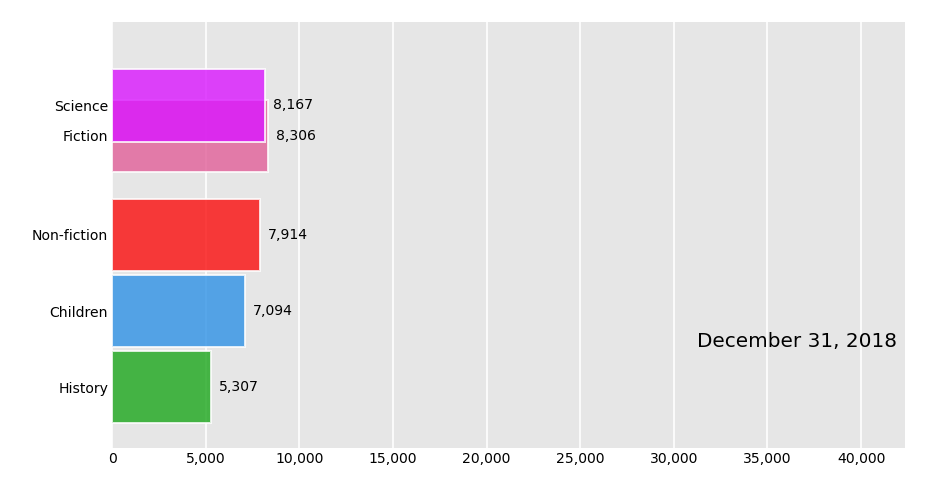 Science 8,167
Fiction 8,306
Non-fiction 7,914
Children 7,094
December 31, 2018
History 5,307
0 5,000 10,000 15,000 20,000 25,000 30,000 35,000 40,000